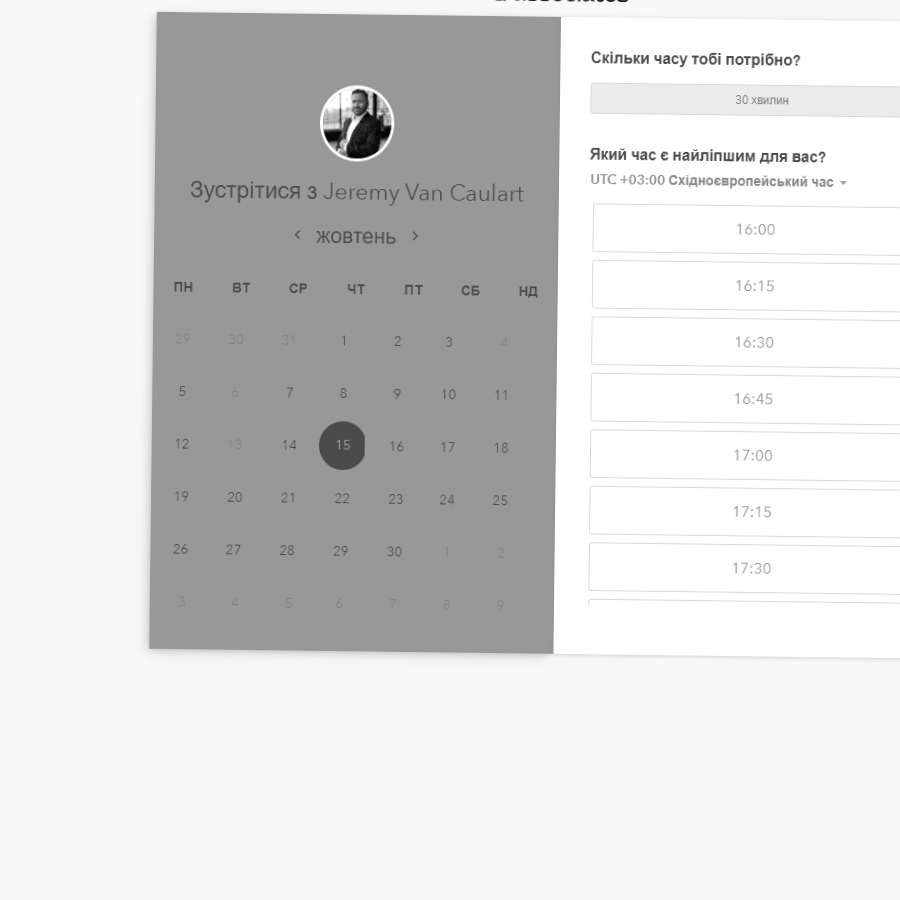 Зустрітися з Jeremy Van Caulart
жовтень
ПН ВТ СР ЧТ ПТ СБ НД
29 30 31 1 2 3 4
5 6 7 8 9 10 11
12 13 14 15 16 17 18
19 20 21 22 23 24 25
26 27 28 29 30 1 2
3 4 5 6 7 8 9
Скільки часу тобі потрібно?
30 хвилин
Який час є найліпшим для вас?
UTC +03:00 Східноєвропейський час
16:00
16:15
16:30
16:45
17:00
17:15
17:30